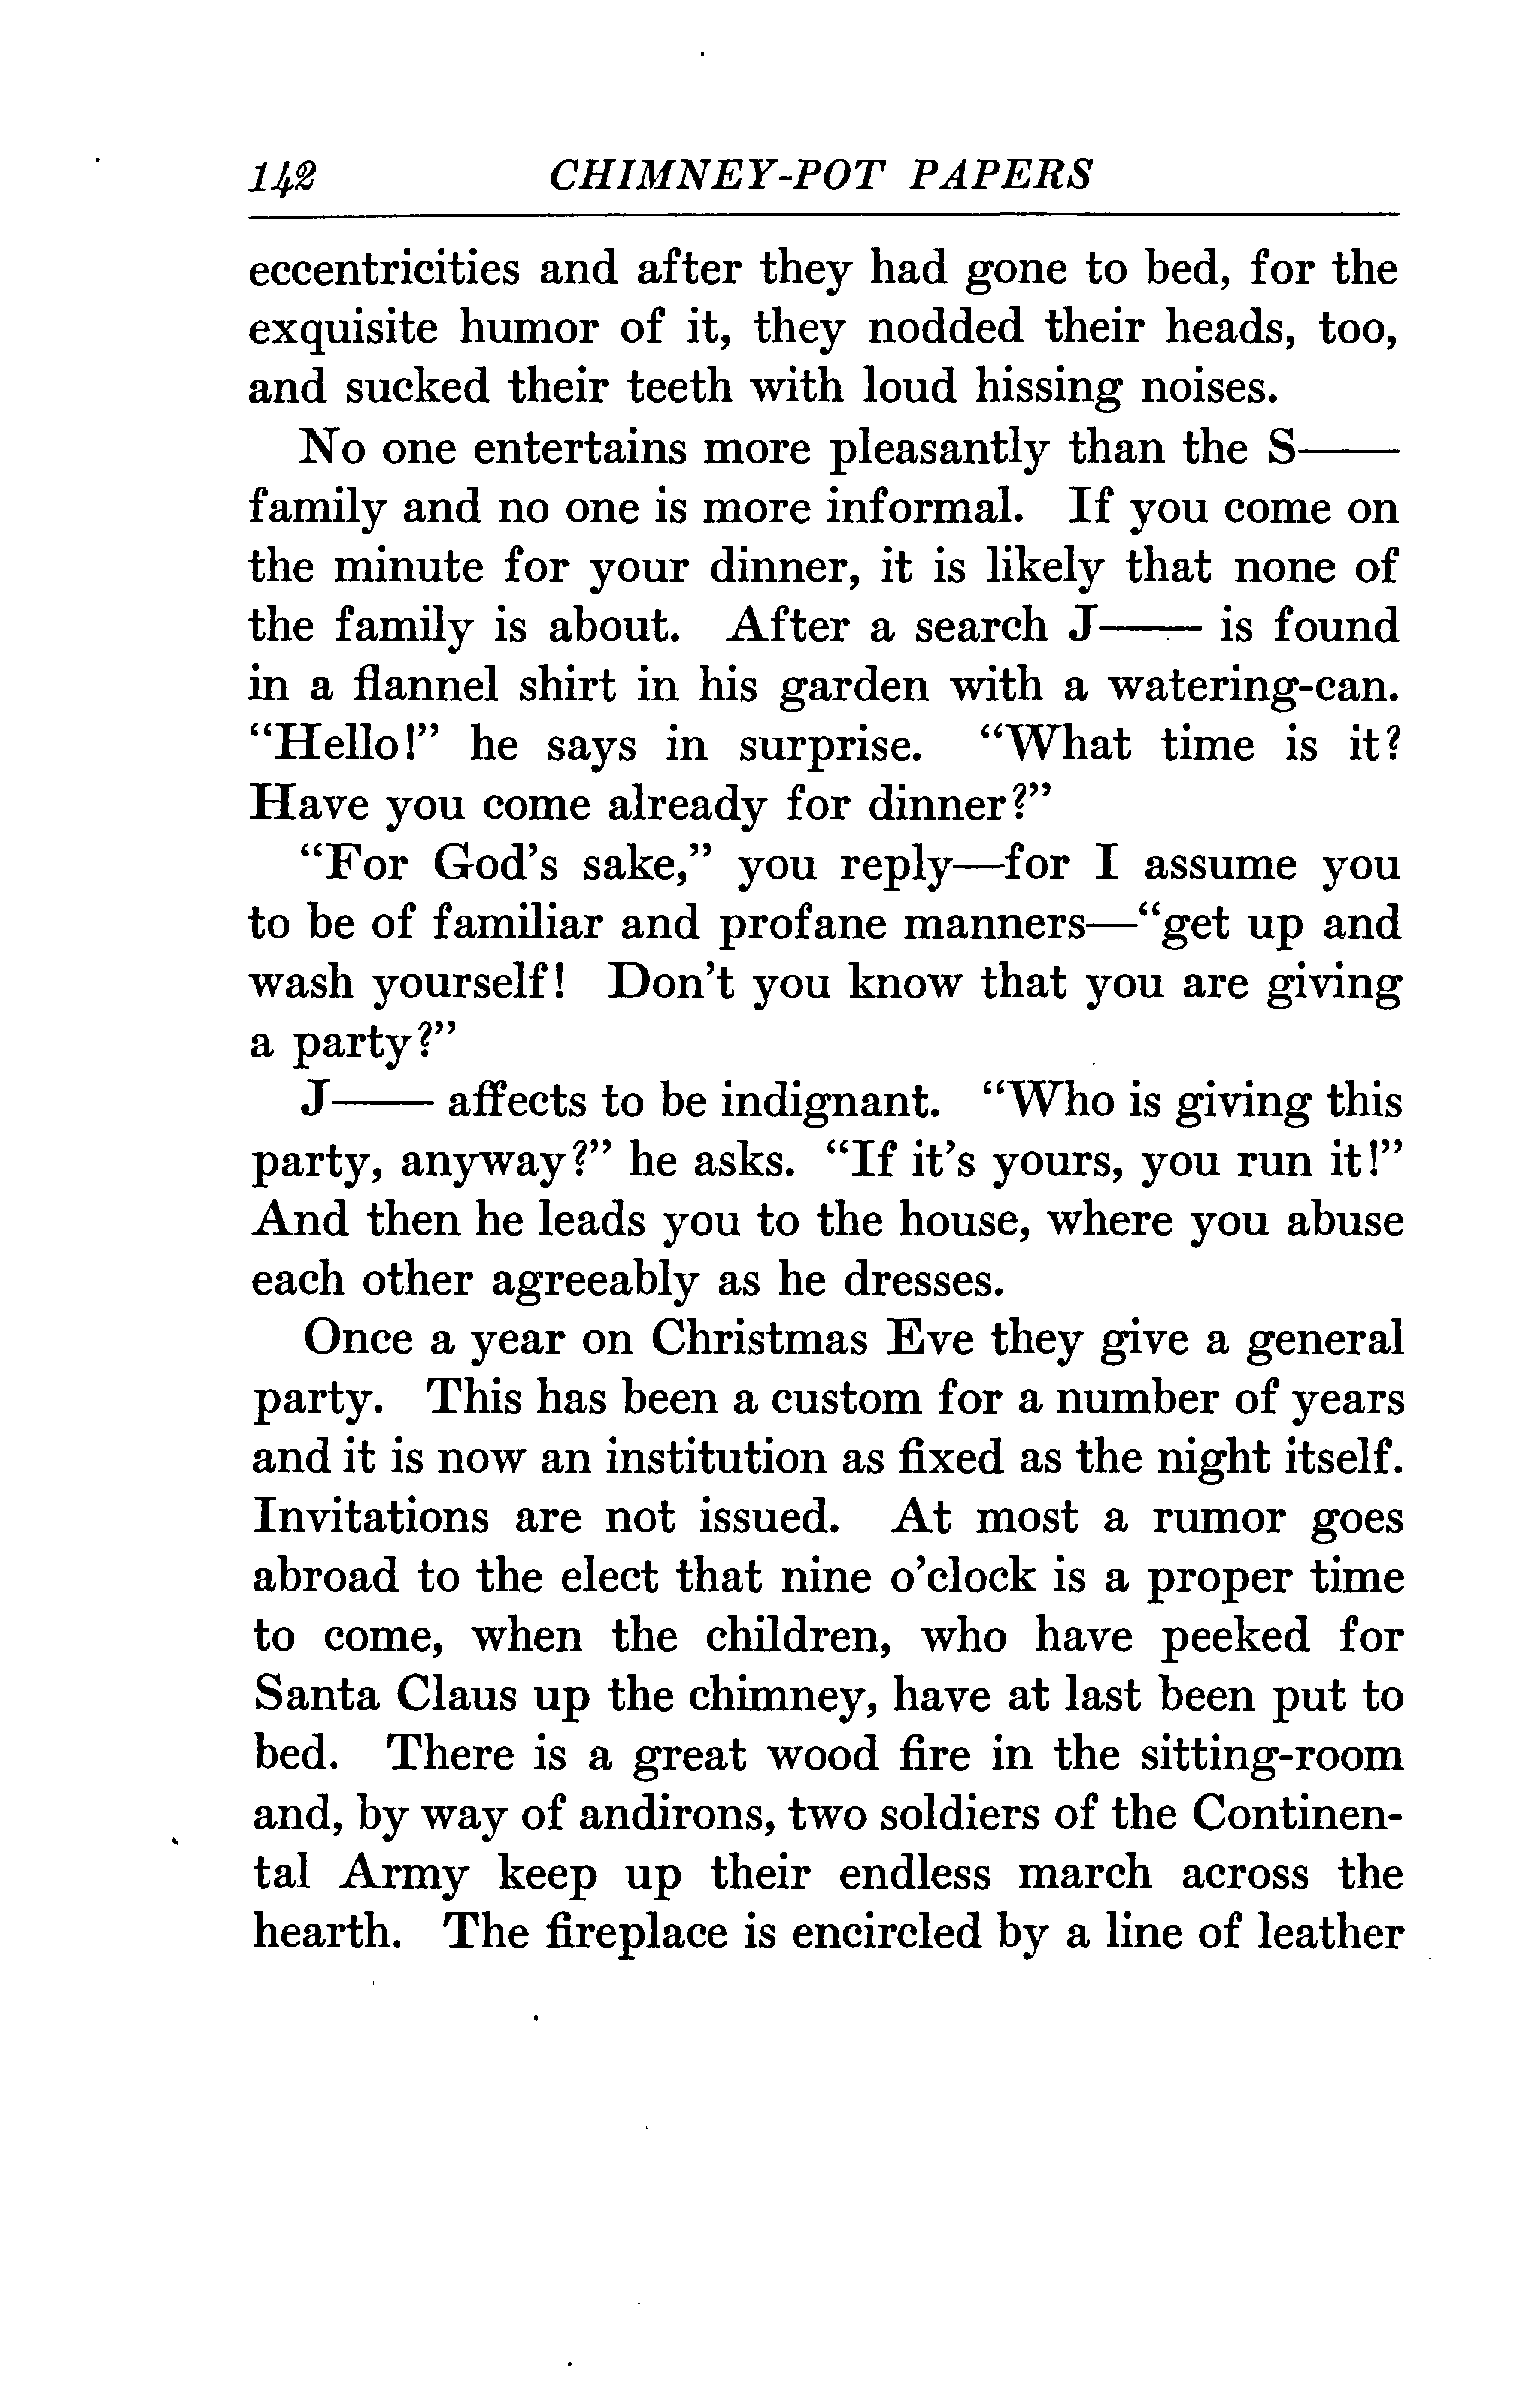 142 CHIMNEY-POT PAPERS
eccentricities and after they had gone to bed, for the
exquisite humor of it, they nodded their heads, too,
and sucked their teeth with loud hissing noises.
No one entertains more pleasantly than the S——
family and no one is more informal. If you come on
the minute for your dinner, it is likely that none of
the family is about. After a search J—— is found
in a flannel shirt in his garden with a watering-can.
“Hello!” he says in surprise. “What time is it?
Have you come already for dinner?”
“For God’s sake,” you reply—for I assume you
to be of familiar and profane manners—“get up and
wash yourself! Don’t you know that you are giving
a party?”
J—— affects to be indignant. “Who is giving this
party, anyway?” he asks. “If it’s yours, you run it!”
And then he leads you to the house, where you abuse
each other agreeably as he dresses.
Once a year on Christmas Eve they give a general
party. This has been a custom for a number of years
and it is now an institution as fixed as the night itself.
Invitations are not issued. At most a rumor goes
abroad to the elect that nine o’clock is a proper time
to come, when the children, who have peeked for
Santa Claus up the chimney, have at last been put to
bed. There is a great wood fire in the sitting-room
and, by way of andirons, two soldiers of the Continen-
tal Army keep up their endless march across the
hearth. The fireplace is encircled by a line of leather